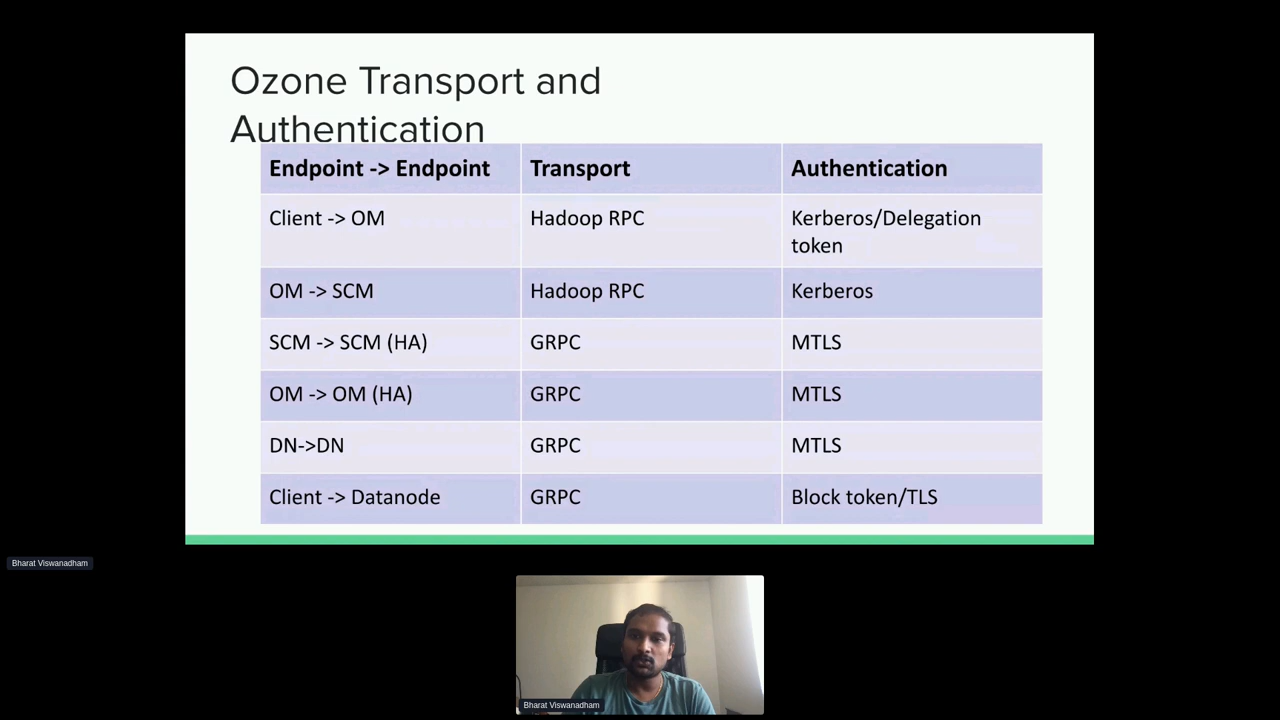 Ozone Transport and
Authentication
Endpoint -> Endpoint Transport Authentication
Client -> OM Hadoop RPC Kerberos/Delegation
token
OM -> SCM Hadoop RPC Kerberos
SCM -> SCM (HA) GRPC MTLS
OM -> OM (HA) GRPC MTLS
DN->DN GRPC MTLS
Client -> Datanode GRPC Block token/TLS
Bharat Viswanadham
Bharat Viswanadham